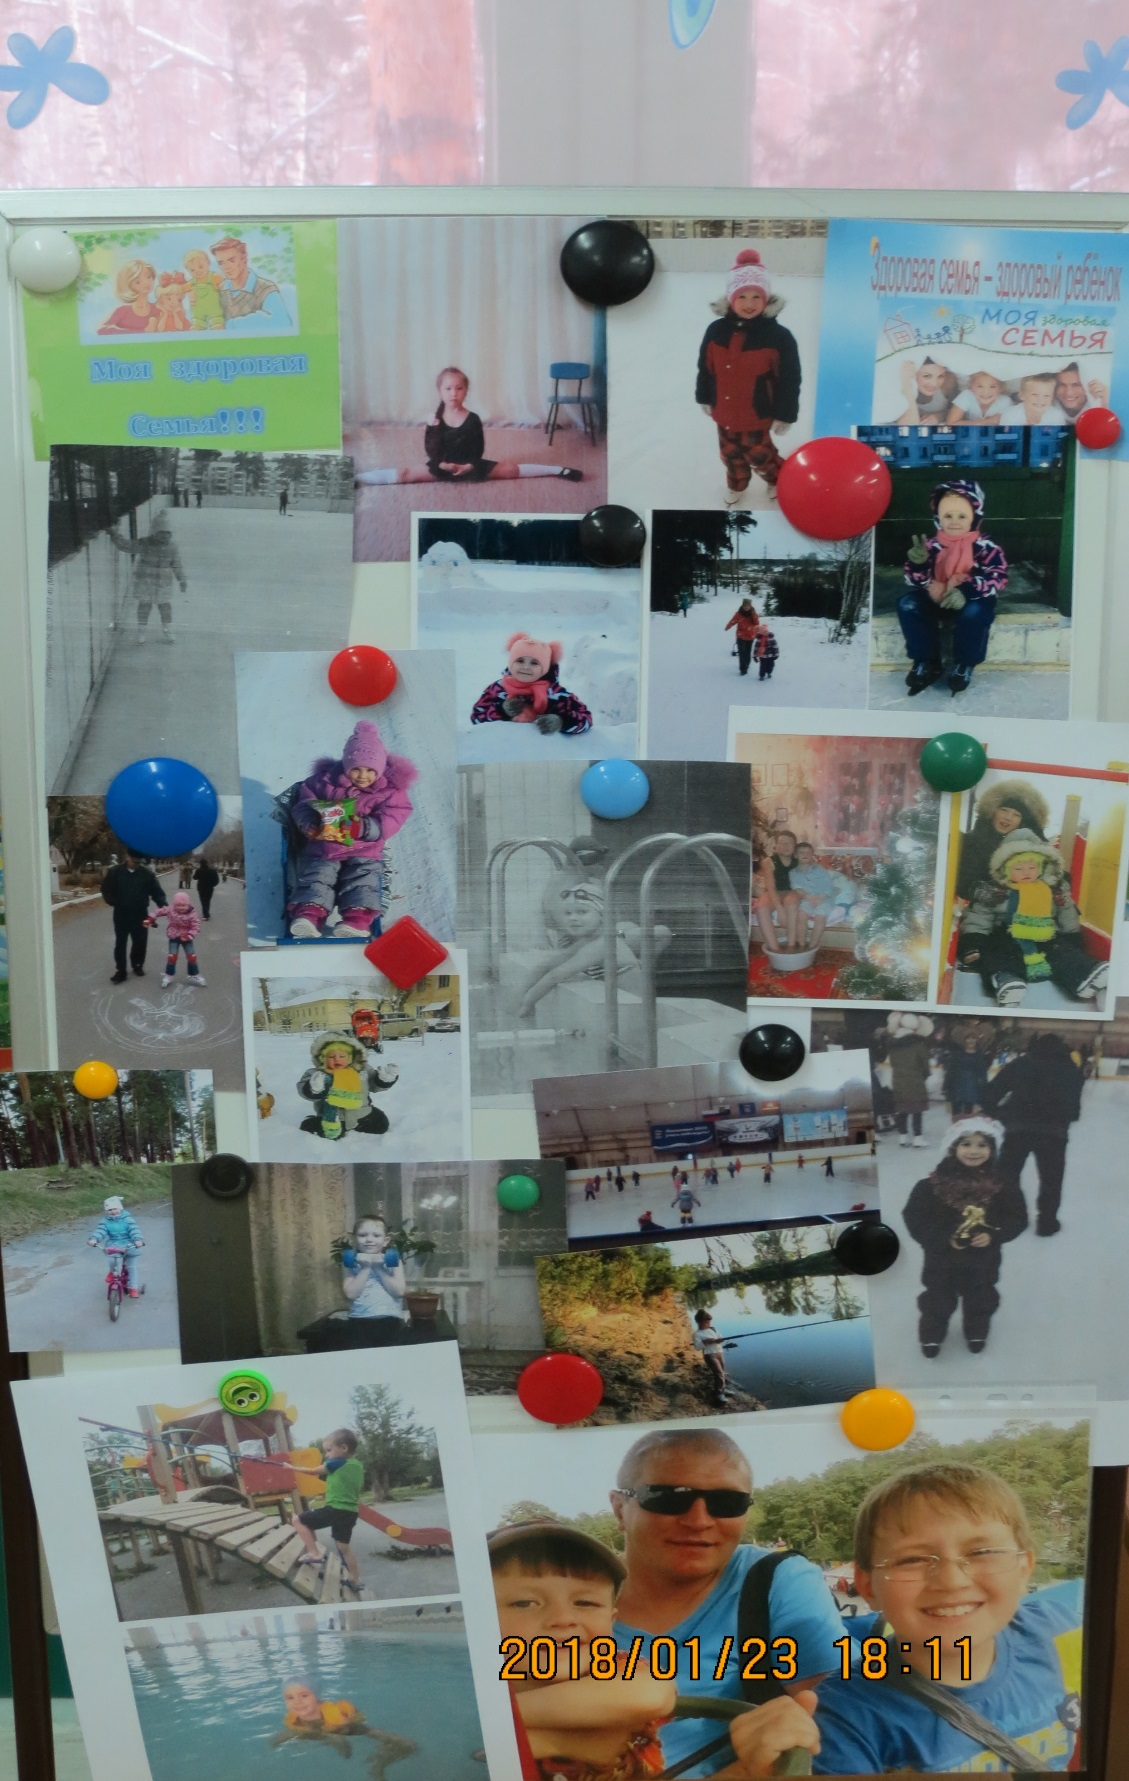 Моя здоровая
Семья!!!
Здоровая семья – здоровый ребёнок
МОЯ здоровая
СЕМЬЯ
2018/01/23 18:11